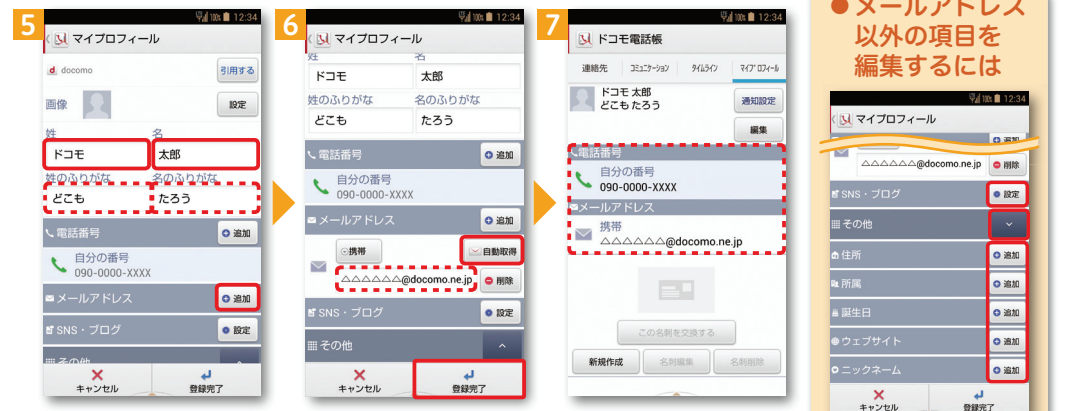 5
100% 12:34
マイプロフィール
docomo
引用する
画像
設定
姓 名
ドコモ 太郎
姓のふりがな 名のふりがな
どこも たろう
電話番号
追加
自分の番号
090-0000-XXXX
メールアドレス
追加
SNS・ブログ
設定
その他
キャンセル
登録完了
6
100% 12:34
マイプロフィール
姓 名
ドコモ 太郎
姓のふりがな 名のふりがな
どこも たろう
電話番号
追加
自分の番号
090-0000-XXXX
メールアドレス
追加
携帯
自動取得
△△△△△△@docomo.ne.jp
削除
SNS・ブログ
設定
その他
キャンセル
登録完了
7
100% 12:34
ドコモ電話帳
連絡先 コミュニケーション タイムライン マイプロフィール
ドコモ 太郎
どこも たろう
通知設定
編集
電話番号
自分の番号
090-0000-XXXX
メールアドレス
携帯
△△△△△△@docomo.ne.jp
この名刺を交換する
新規作成 名刺編集 名刺削除
●メールアドレス
以外の項目を
編集するには
100% 12:34
マイプロフィール
追加
△△△△△△@docomo.ne.jp
削除
SNS・ブログ
設定
その他
住所
追加
所属
追加
誕生日
追加
ウェブサイト
追加
ニックネーム
追加
キャンセル
登録完了